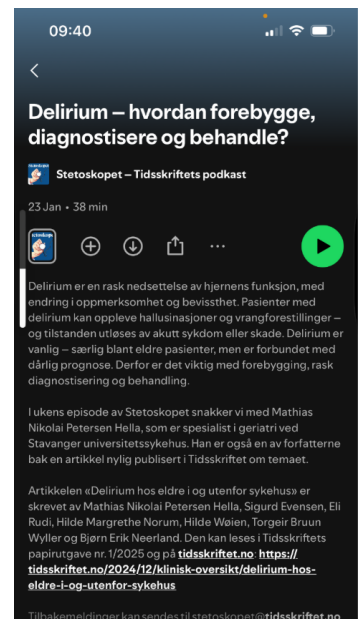 09:40
Delirium – hvordan forebygge,
diagnostisere og behandle?
Stetoskopet – Tidsskriftets podkast
23 Jan • 38 min
Delirium er en rask nedsettelse av hjernens funksjon, med
endring i oppmerksomhet og bevissthet. Pasienter med
delirium kan oppleve hallusinasjoner og vrangforestillinger –
og tilstanden utløses av akutt sykdom eller skade. Delirium er
vanlig – særlig blant eldre pasienter, men er forbundet med
dårlig prognose. Derfor er det viktig med forebygging, rask
diagnostisering og behandling.
I ukens episode av Stetoskopet snakker vi med Mathias
Nikolai Petersen Hella, som er spesialist i geriatri ved
Stavanger universitetssykehus. Han er også en av forfatterne
bak en artikkel nylig publisert i Tidsskriftet om temaet.
Artikkelen «Delirium hos eldre i og utenfor sykehus» er
skrevet av Mathias Nikolai Petersen Hella, Sigurd Evensen, Eli
Rudi, Hilde Margrethe Norum, Hilde Wøien, Torgeir Bruun
Wyller og Bjørn Erik Neerland. Den kan leses i Tidsskriftets
papirutgave nr. 1/2025 og på tidsskriftet.no: https://
tidsskriftet.no/2024/12/klinisk-oversikt/delirium-hos-
eldre-i-og-utenfor-sykehus
Tilbakemeldinger kan sendes til stetoskopet@tidsskriftet.no